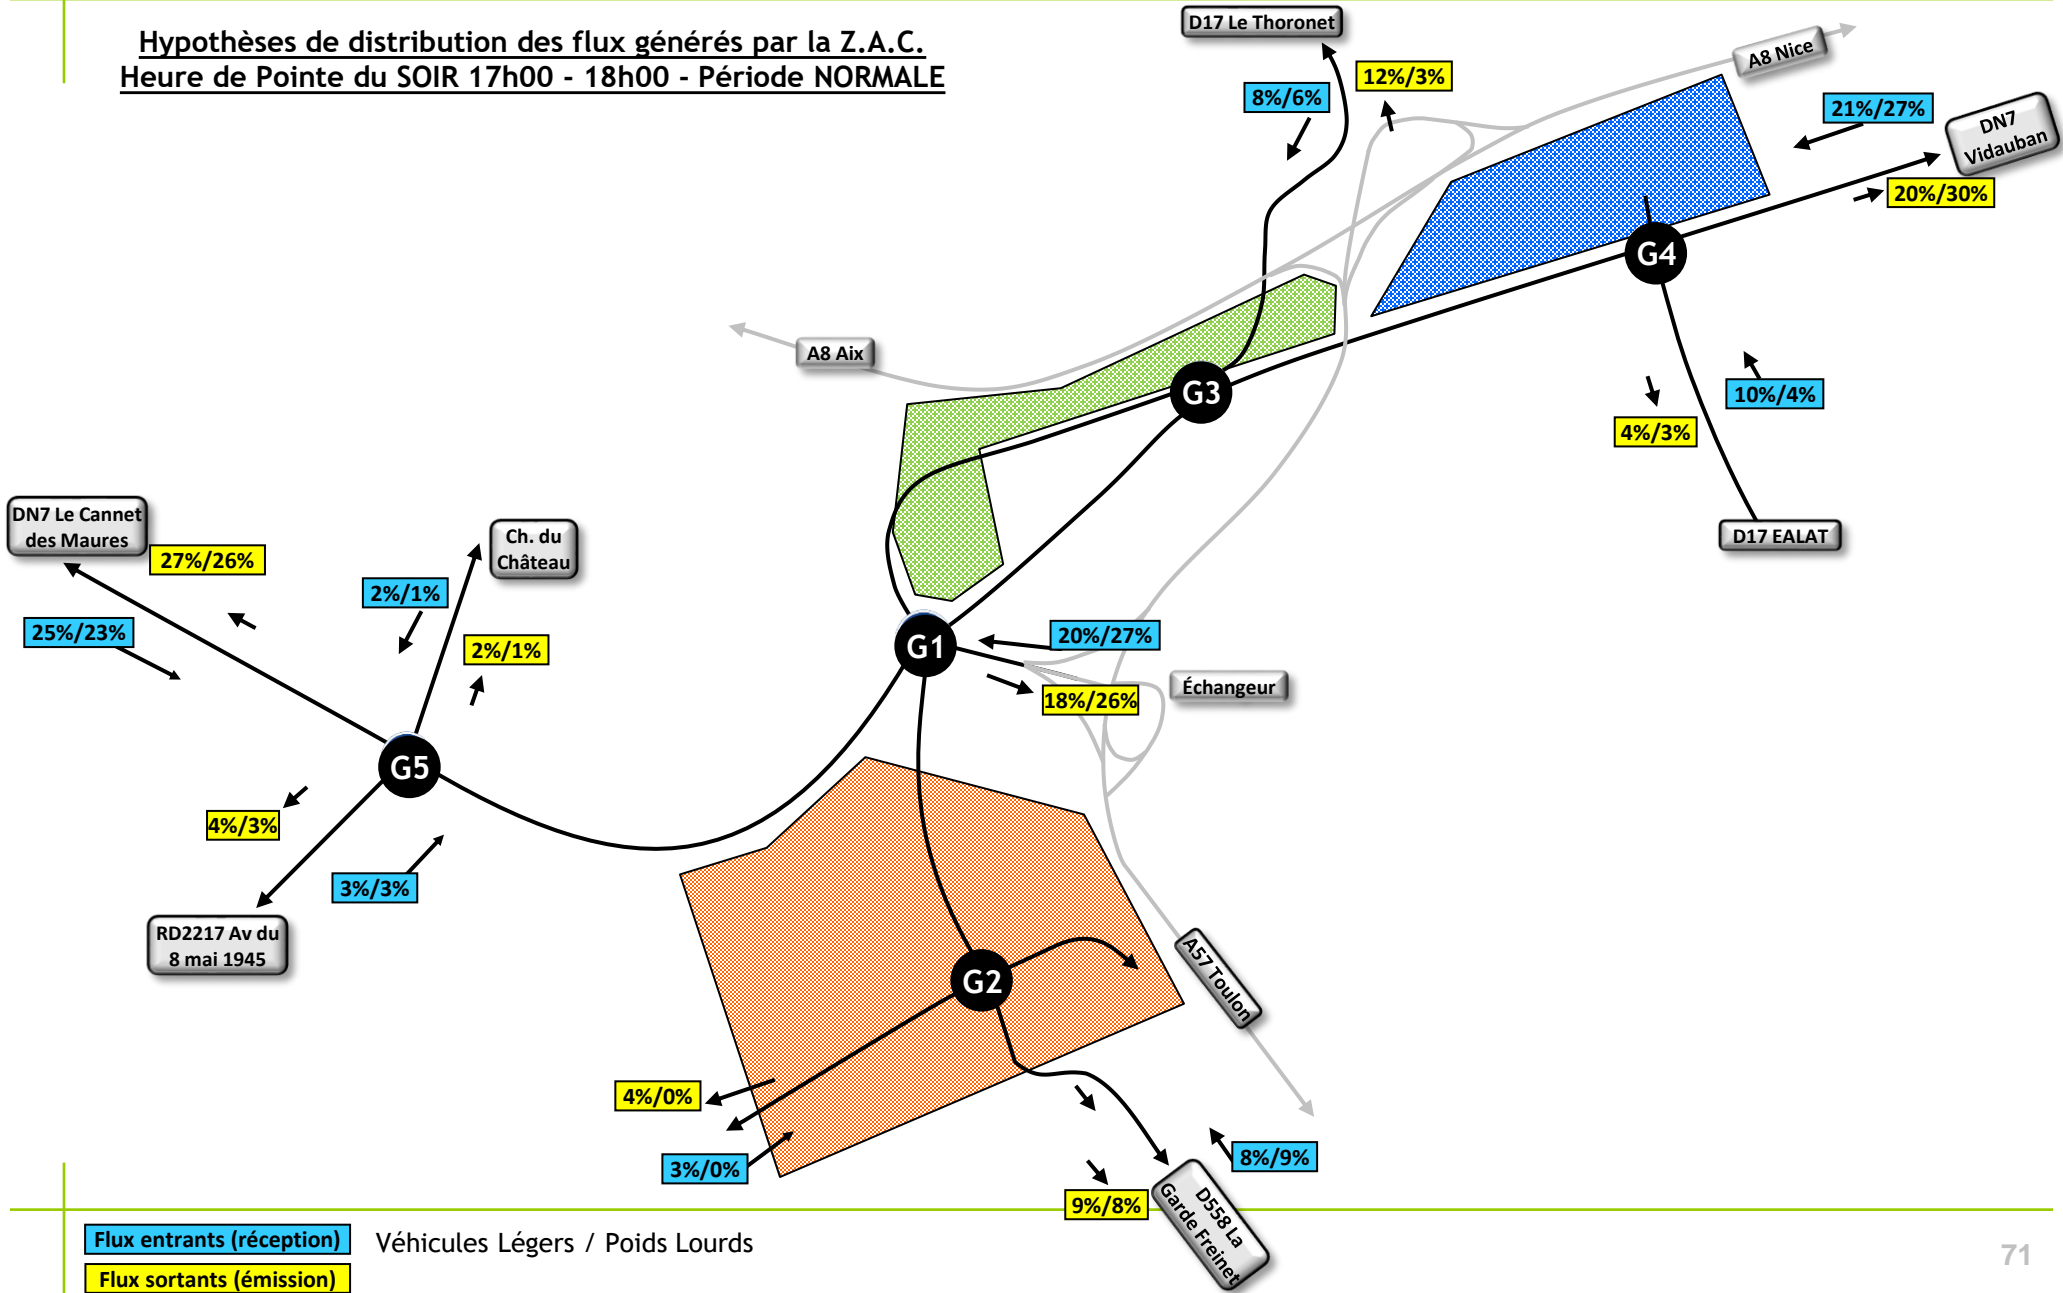 Hypothèses de distribution des flux générés par la Z.A.C.
Heure de Pointe du SOIR 17h00 - 18h00 - Période NORMALE
D17 Le Thoronet
A8 Nice
8%/6%
12%/3%
21%/27%
DN7
Vidauban
20%/30%
G4
A8 Aix
G3
10%/4%
4%/3%
D17 EALAT
DN7 Le Cannet
des Maures
27%/26%
Ch. du
Château
2%/1%
25%/23%
2%/1%
G1
20%/27%
18%/26%
Échangeur
G5
4%/3%
3%/3%
RD2217 Av du
8 mai 1945
G2
A57 Toulon
4%/0%
3%/0%
8%/9%
9%/8%
D558 La
Garde Freinet
Flux entrants (réception)
Véhicules Légers / Poids Lourds
Flux sortants (émission)
71